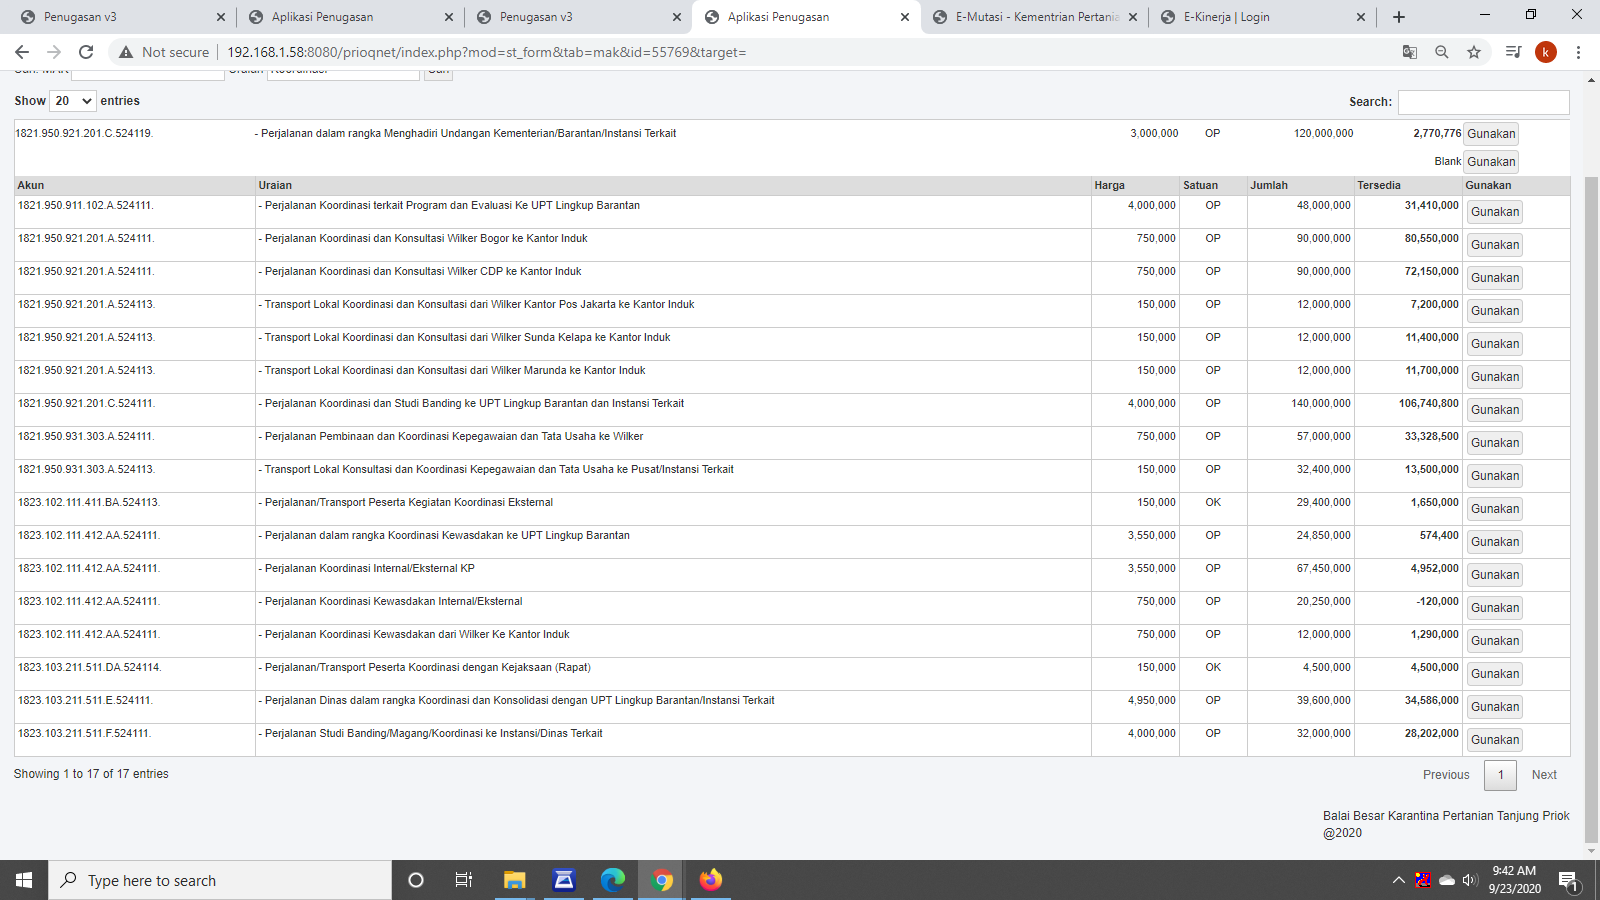 Penugasan v3
Aplikasi Penugasan
Penugasan v3
Aplikasi Penugasan
E-Mutasi - Kementrian Pertania
E-Kinerja | Login
Not secure 192.168.1.58:8080/prioqnet/index.php?mod=st_form&tab=mak&id=55769&target=
k
Show 20 entries
Search:
1821.950.921.201.C.524119. - Perjalanan dalam rangka Menghadiri Undangan Kementerian/Barantan/Instansi Terkait 3,000,000 OP 120,000,000 2,770,776 Gunakan
Blank Gunakan
Akun Uraian Harga Satuan Jumlah Tersedia Gunakan
1821.950.911.102.A.524111. - Perjalanan Koordinasi terkait Program dan Evaluasi Ke UPT Lingkup Barantan 4,000,000 OP 48,000,000 31,410,000 Gunakan
1821.950.921.201.A.524111. - Perjalanan Koordinasi dan Konsultasi Wilker Bogor ke Kantor Induk 750,000 OP 90,000,000 80,550,000 Gunakan
1821.950.921.201.A.524111. - Perjalanan Koordinasi dan Konsultasi Wilker CDP ke Kantor Induk 750,000 OP 90,000,000 72,150,000 Gunakan
1821.950.921.201.A.524113. - Transport Lokal Koordinasi dan Konsultasi dari Wilker Kantor Pos Jakarta ke Kantor Induk 150,000 OP 12,000,000 7,200,000 Gunakan
1821.950.921.201.A.524113. - Transport Lokal Koordinasi dan Konsultasi dari Wilker Sunda Kelapa ke Kantor Induk 150,000 OP 12,000,000 11,400,000 Gunakan
1821.950.921.201.A.524113. - Transport Lokal Koordinasi dan Konsultasi dari Wilker Marunda ke Kantor Induk 150,000 OP 12,000,000 11,700,000 Gunakan
1821.950.921.201.C.524111. - Perjalanan Koordinasi dan Studi Banding ke UPT Lingkup Barantan dan Instansi Terkait 4,000,000 OP 140,000,000 106,740,800 Gunakan
1821.950.931.303.A.524111. - Perjalanan Pembinaan dan Koordinasi Kepegawaian dan Tata Usaha ke Wilker 750,000 OP 57,000,000 33,328,500 Gunakan
1821.950.931.303.A.524113. - Transport Lokal Konsultasi dan Koordinasi Kepegawaian dan Tata Usaha ke Pusat/Instansi Terkait 150,000 OP 32,400,000 13,500,000 Gunakan
1823.102.111.411.BA.524113. - Perjalanan/Transport Peserta Kegiatan Koordinasi Eksternal 150,000 OK 29,400,000 1,650,000 Gunakan
1823.102.111.412.AA.524111. - Perjalanan dalam rangka Koordinasi Kewasdakan ke UPT Lingkup Barantan 3,550,000 OP 24,850,000 574,400 Gunakan
1823.102.111.412.AA.524111. - Perjalanan Koordinasi Internal/Eksternal KP 3,550,000 OP 67,450,000 4,952,000 Gunakan
1823.102.111.412.AA.524111. - Perjalanan Koordinasi Kewasdakan Internal/Eksternal 750,000 OP 20,250,000 -120,000 Gunakan
1823.102.111.412.AA.524111. - Perjalanan Koordinasi Kewasdakan dari Wilker Ke Kantor Induk 750,000 OP 12,000,000 1,290,000 Gunakan
1823.103.211.511.DA.524114. - Perjalanan/Transport Peserta Koordinasi dengan Kejaksaan (Rapat) 150,000 OK 4,500,000 4,500,000 Gunakan
1823.103.211.511.E.524111. - Perjalanan Dinas dalam rangka Koordinasi dan Konsolidasi dengan UPT Lingkup Barantan/Instansi Terkait 4,950,000 OP 39,600,000 34,586,000 Gunakan
1823.103.211.511.F.524111. - Perjalanan Studi Banding/Magang/Koordinasi ke Instansi/Dinas Terkait 4,000,000 OP 32,000,000 28,202,000 Gunakan
Showing 1 to 17 of 17 entries
Previous 1 Next
Balai Besar Karantina Pertanian Tanjung Priok
@2020
Type here to search
9:42 AM
9/23/2020
1